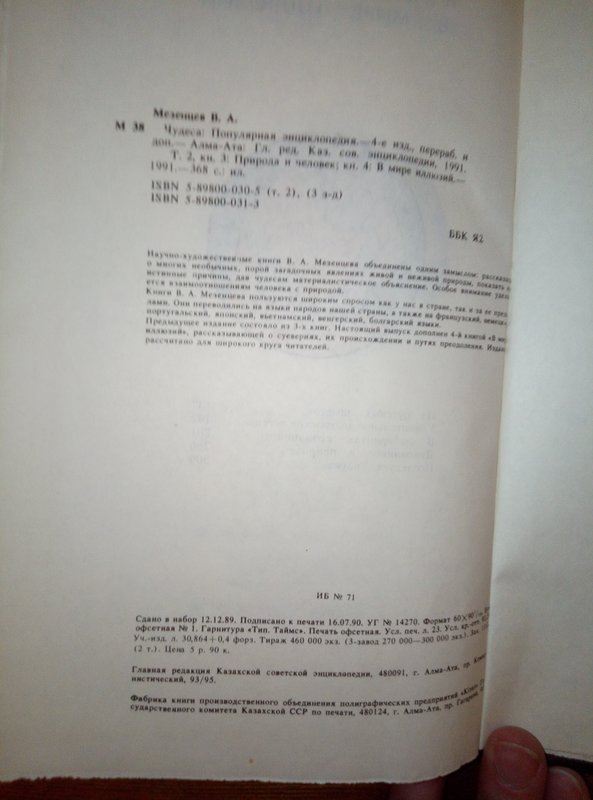 Мезенцев В. А.
М 38 Чудеса: Популярная энциклопедия.—4-е изд., перераб. и
доп.— Алма-Ата: Гл. ред. Каз. сов. энциклопедии, 1991.
Т. 2, кн. 3: Природа и человек; кн. 4: В мире иллюзий.—
1991.—368 с.: ил.
ISBN 5-89800-030-5 (т. 2), (3 з-д)
ISBN 5-89800-031-3
ББК Я2
Научно-художественные книги В. А. Мезенцева объединены одним замыслом: расска
о многих необычных, порой загадочных явлениях живой и неживой природы, показать
истинные причины, дав чудесам материалистическое объяснение. Особое внимание уде
ется взаимоотношениям человека с природой.
Книги В. А. Мезенцева пользуются широким спросом как у нас в стране, так и за ее пред
лами. Они переводились на языки народов нашей страны, а также на французский, немец
португальский, японский, вьетнамский, венгерский, болгарский языки.
Предыдущее издание состояло из 3-х книг. Настоящий выпуск дополнен 4-й книгой «В мир
иллюзий», рассказывающей о суевериях, их происхождении и путях преодоления. Издан
рассчитано для широкого круга читателей.
ИБ № 71
Сдано в набор 12.12.89. Подписано к печати 16.07.90. УГ № 14270. Формат 60×90 1/16.
офсетная № 1. Гарнитура «Тип. Таймс». Печать офсетная. Усл. печ. л. 23. Усл. кр.-отт.
Уч.-изд. л. 30,864+0,4 форз. Тираж 460 000 экз. (3-завод 270 000—300 000 экз.). Зак.
(2 т.). Цена 5 р. 90 к.
Главная редакция Казахской советской энциклопедии, 480091, г. Алма-Ата, пр.
нистический, 93/95.
Фабрика книги производственного объединения полиграфических предприятий «Кітап»
сударственного комитета Казахской ССР по печати, 480124, г. Алма-Ата, пр. Гагарина,